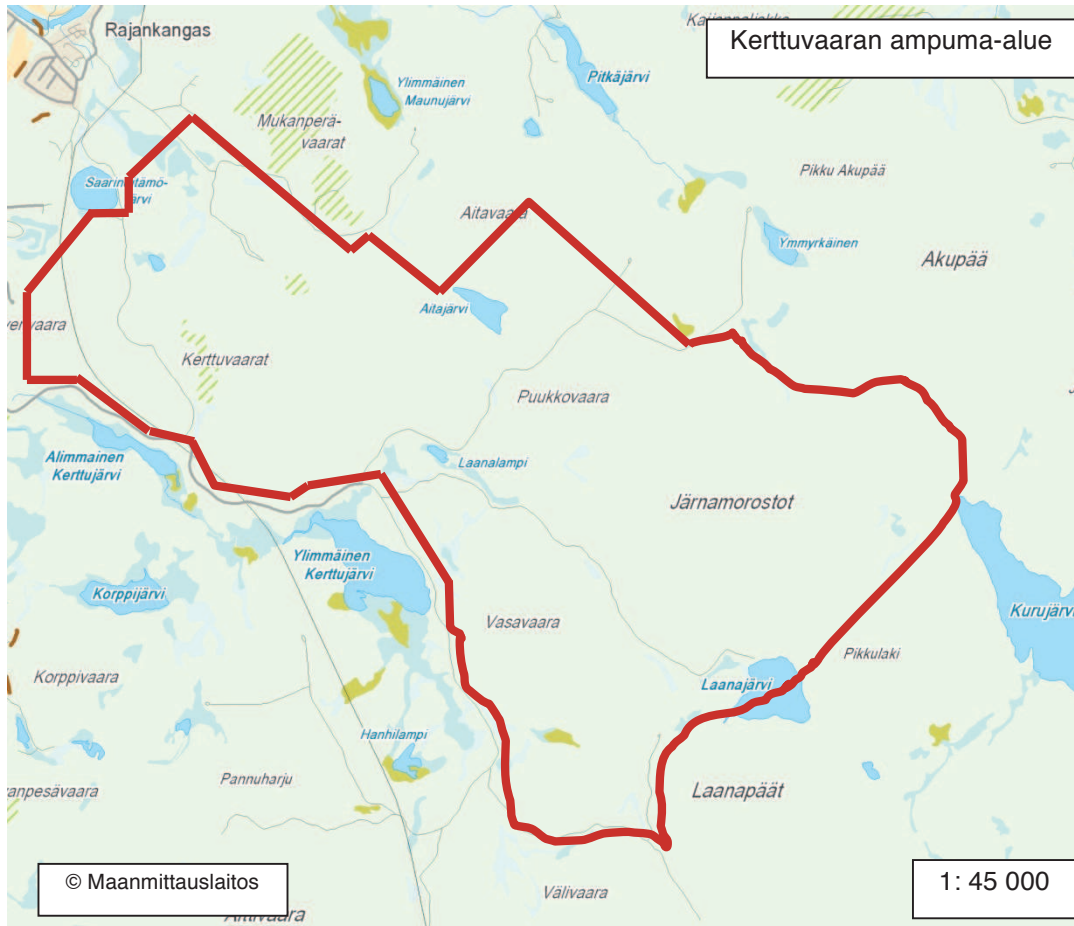 Rajankangas
Kerttuvaaran ampuma-alue
Pitkäjärvi
Ylimmäinen
Maunujärvi
Mukanperä-
vaarat
Pikku Akupää
Aitavaara
Ymmyrkäinen
Akupää
Aitajärvi
Kerttuvaarat
Puukkovaara
Alimmainen
Kerttujärvi
Laanalampi
Järnamorostot
Ylimmäinen
Kerttujärvi
Korppijärvi
Kurujärvi
Vasavaara
Pikkulaki
Korppivaara
Laanajärvi
Hanhilampi
Pannuharju
Laanapäät
© Maanmittauslaitos
Välivaara
1: 45 000